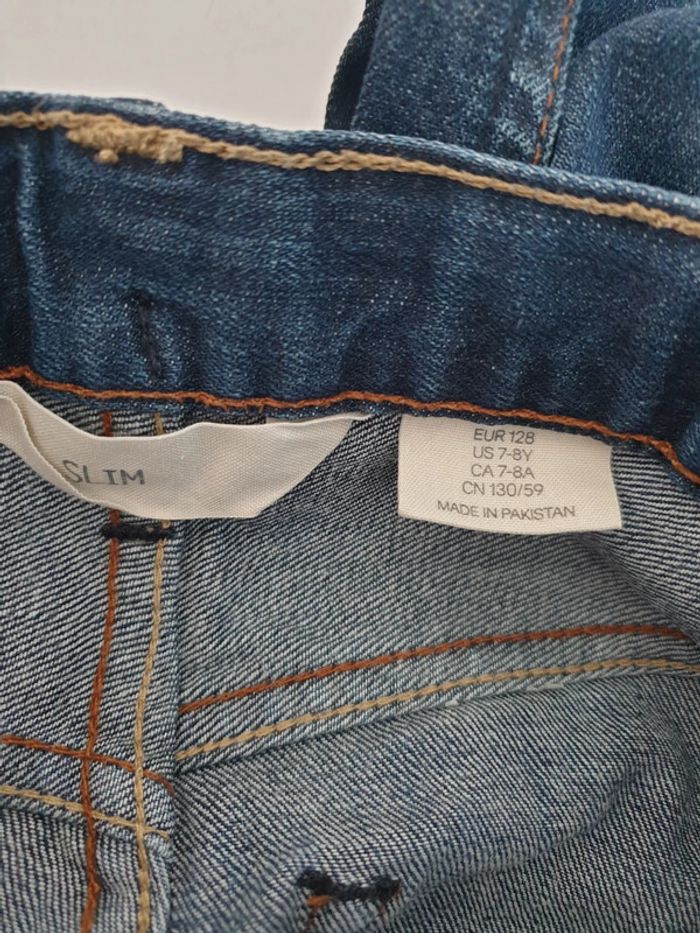 SLIM
EUR 128
US 7-8Y
CA 7-8A
CN 130/59
MADE IN PAKISTAN